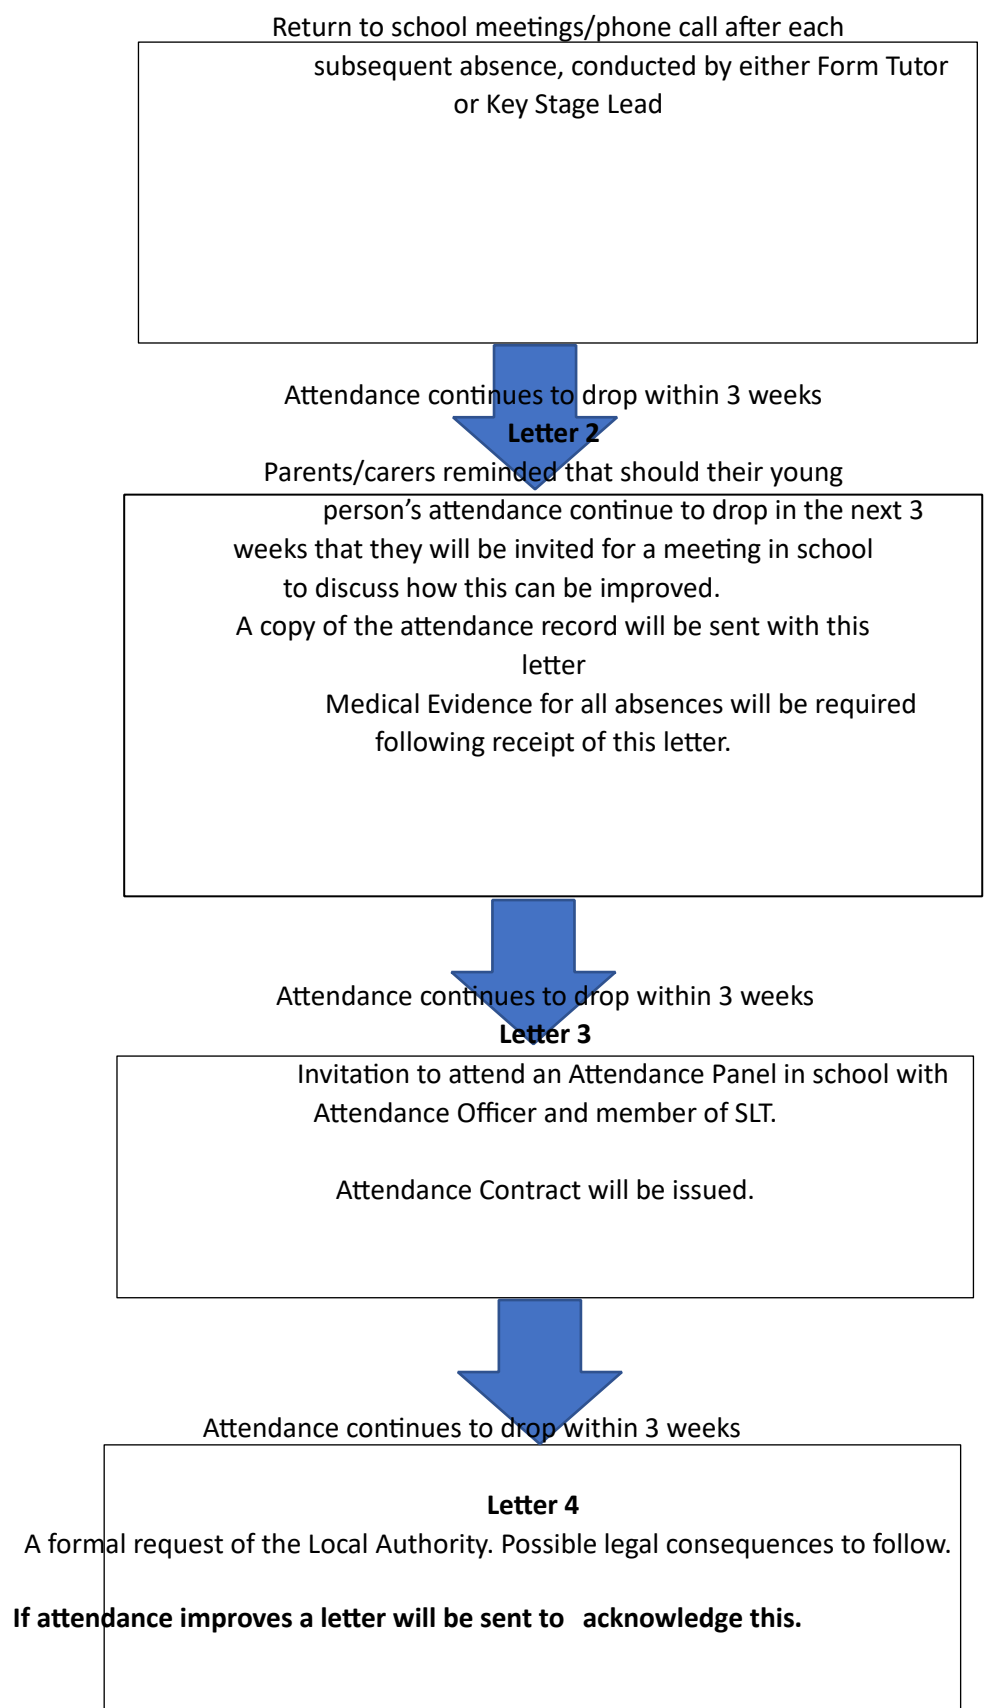 Return to school meetings/phone call after each
subsequent absence, conducted by either Form Tutor
or Key Stage Lead
Attendance continues to drop within 3 weeks
Letter 2
Parents/carers reminded that should their young
person’s attendance continue to drop in the next 3
weeks that they will be invited for a meeting in school
to discuss how this can be improved.
A copy of the attendance record will be sent with this
letter
Medical Evidence for all absences will be required
following receipt of this letter.
Attendance continues to drop within 3 weeks
Letter 3
Invitation to attend an Attendance Panel in school with
Attendance Officer and member of SLT.
Attendance Contract will be issued.
Attendance continues to drop within 3 weeks
Letter 4
A formal request of the Local Authority. Possible legal consequences to follow.
If attendance improves a letter will be sent to acknowledge this.